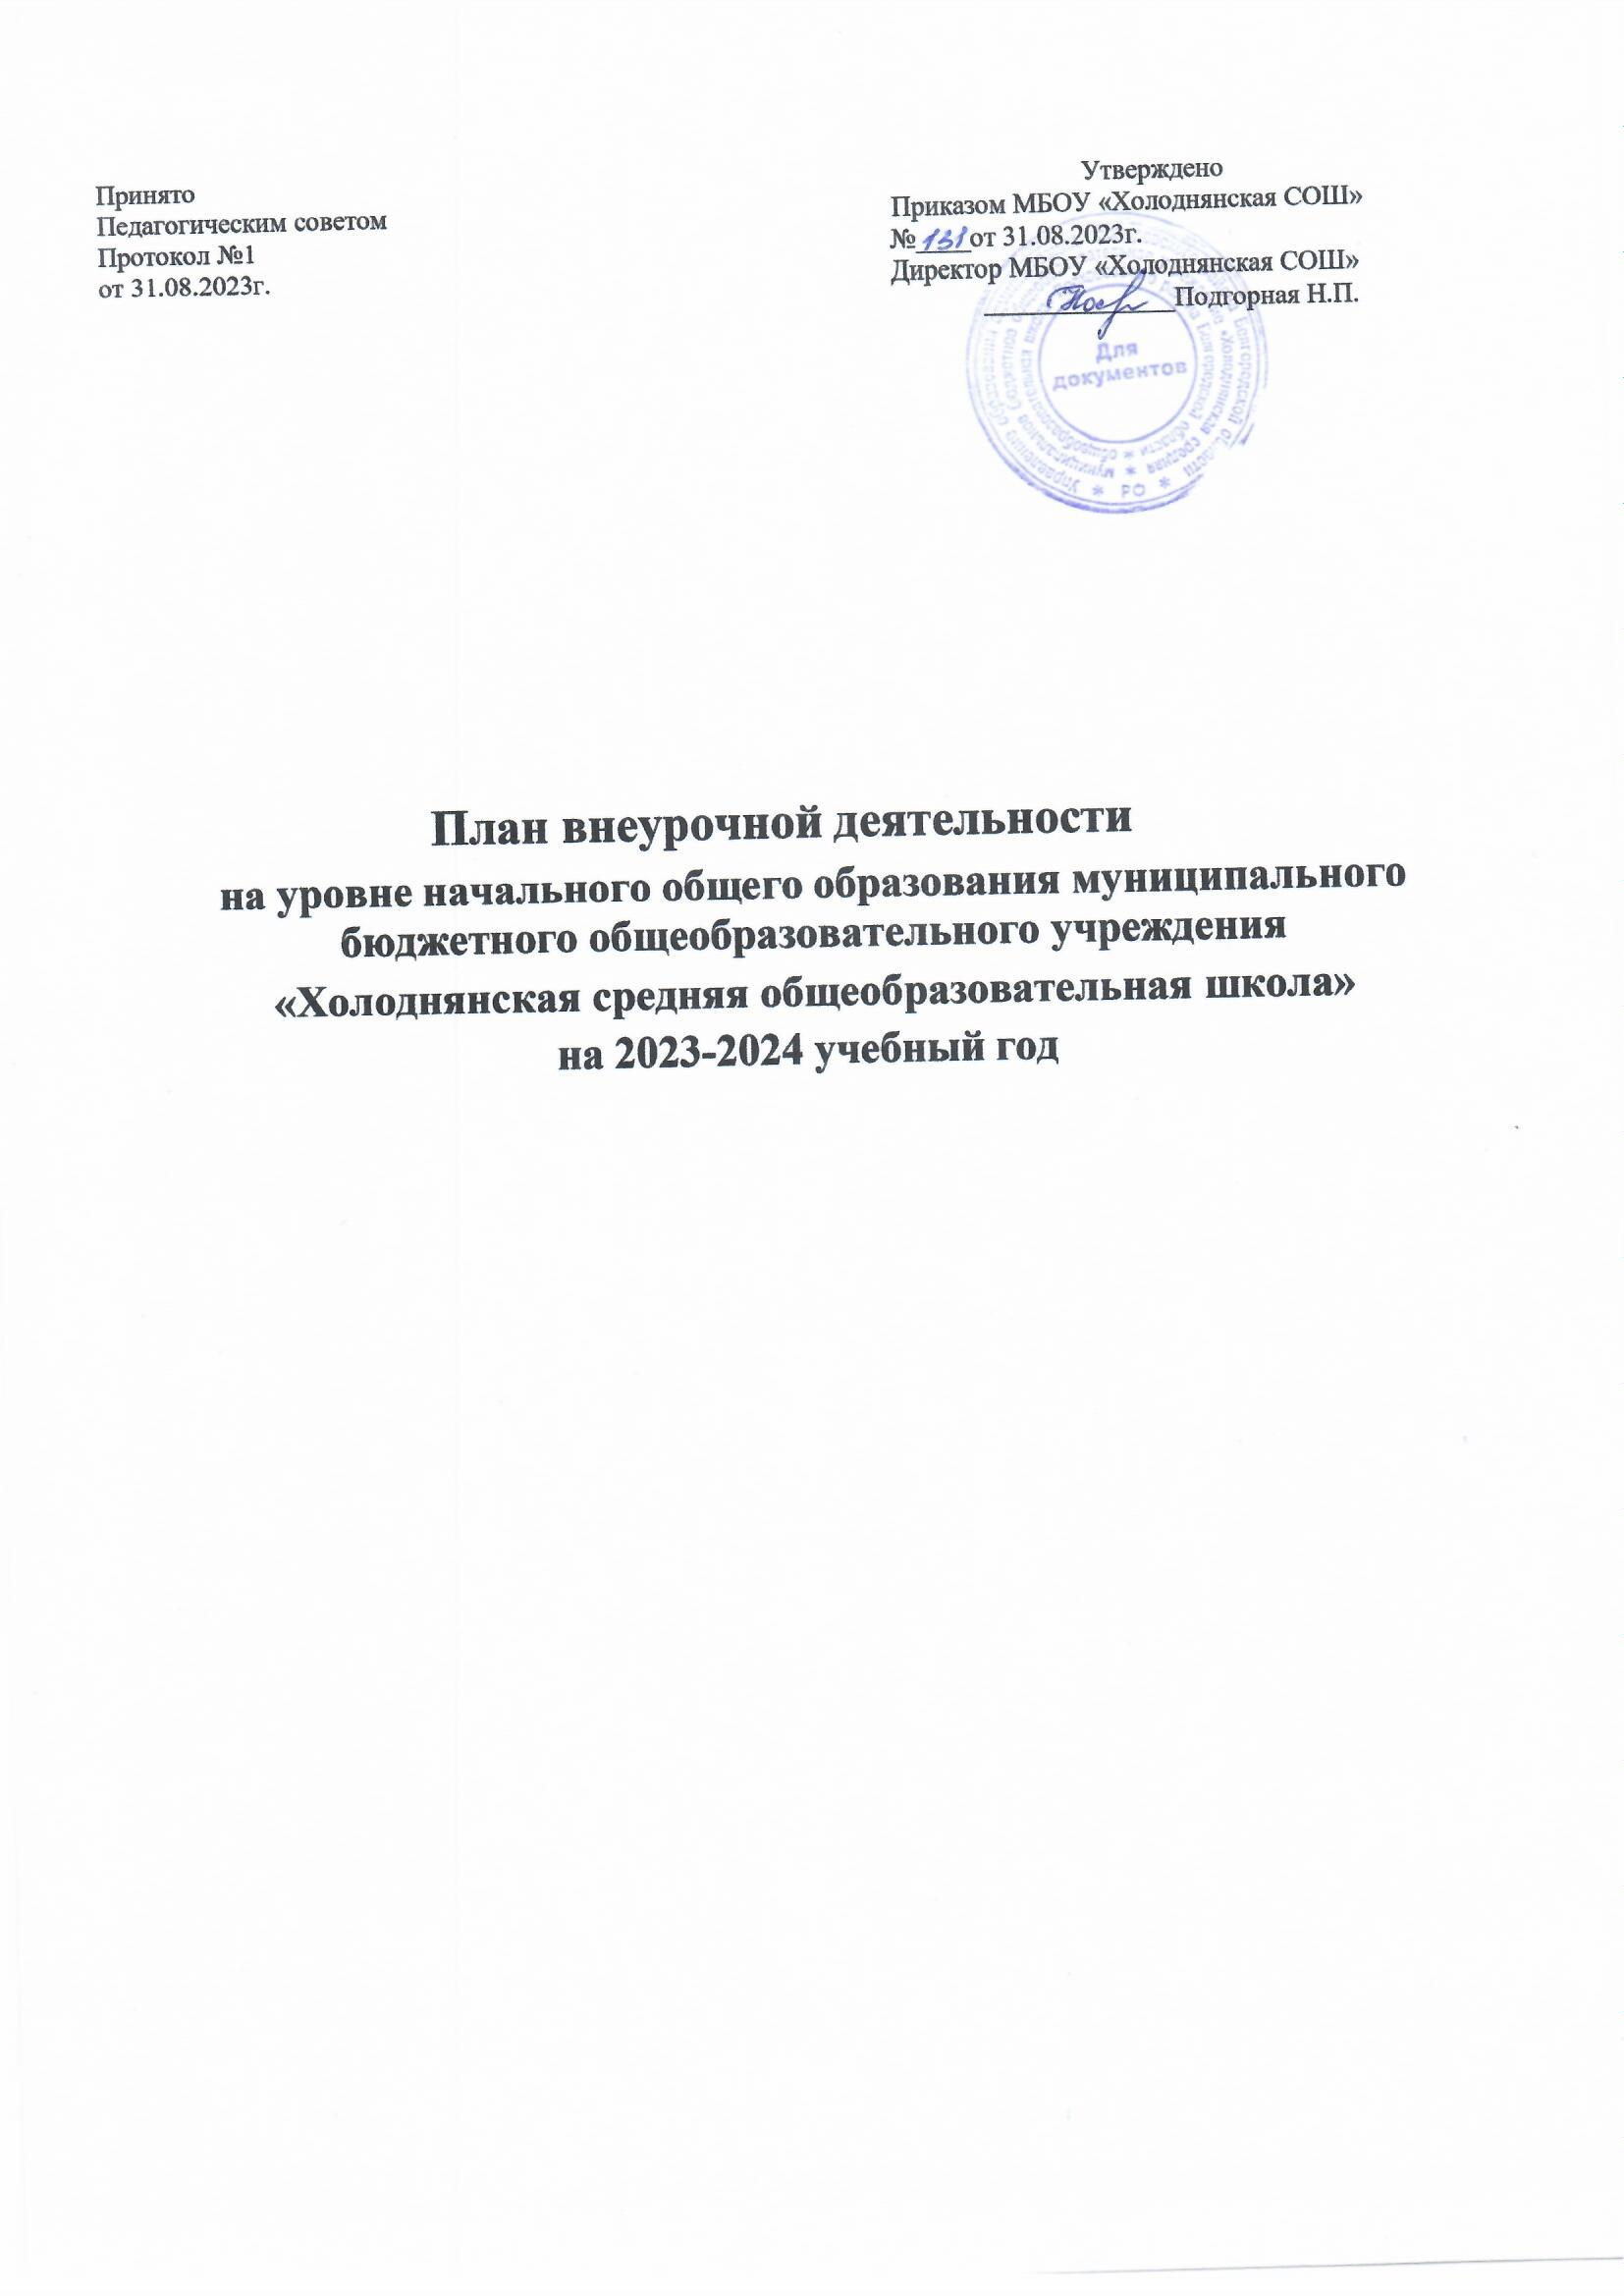 Принято
Педагогическим советом
Протокол №1
от 31.08.2023г.
Утверждено
Приказом МБОУ «Холоднянская СОШ»
№ 131 от 31.08.2023г.
Директор МБОУ «Холоднянская СОШ»
Подгорная Н.П.
Для
документов
План внеурочной деятельности
на уровне начального общего образования муниципального
бюджетного общеобразовательного учреждения
«Холоднянская средняя общеобразовательная школа»
на 2023-2024 учебный год